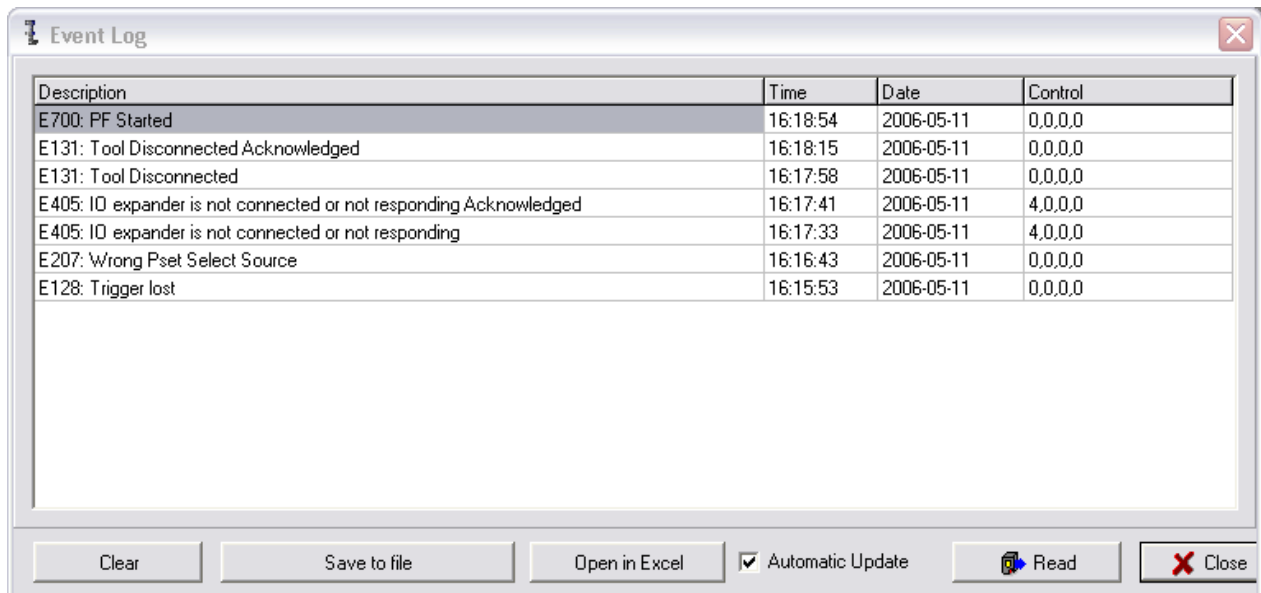 Event Log
Description Time Date Control
E700: PF Started 16:18:54 2006-05-11 0,0,0,0
E131: Tool Disconnected Acknowledged 16:18:15 2006-05-11 0,0,0,0
E131: Tool Disconnected 16:17:58 2006-05-11 0,0,0,0
E405: IO expander is not connected or not responding Acknowledged 16:17:41 2006-05-11 4,0,0,0
E405: IO expander is not connected or not responding 16:17:33 2006-05-11 4,0,0,0
E207: Wrong Pset Select Source 16:16:43 2006-05-11 0,0,0,0
E128: Trigger lost 16:15:53 2006-05-11 0,0,0,0
Clear Save to file Open in Excel Automatic Update Read Close